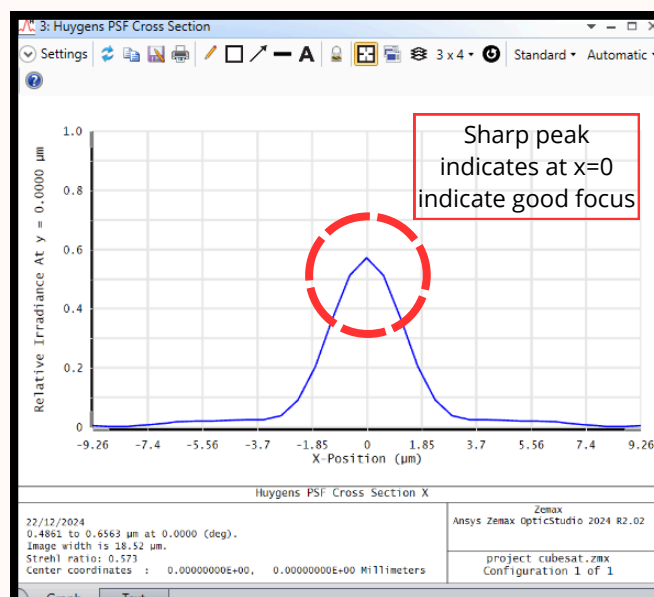 3: Huygens PSF Cross Section
Settings A 3 x 4 Standard Automatic
?
Sharp peak
indicates at x=0
indicate good focus
1.0
0.8
0.6
0.4
0.2
0
Relative Irradiance At y = 0.0000 µm
-9.26 -7.4 -5.56 -3.7 -1.85 0 1.85 3.7 5.56 7.4 9.26
X-Position (µm)
Huygens PSF Cross Section X
22/12/2024
0.4861 to 0.6563 µm at 0.0000 (deg).
Image width is 18.52 µm.
Strehl ratio: 0.573
Center coordinates : 0.00000000E+00, 0.00000000E+00 Millimeters
Zemax
Ansys Zemax OpticStudio 2024 R2.02
project cubesat.zmx
Configuration 1 of 1